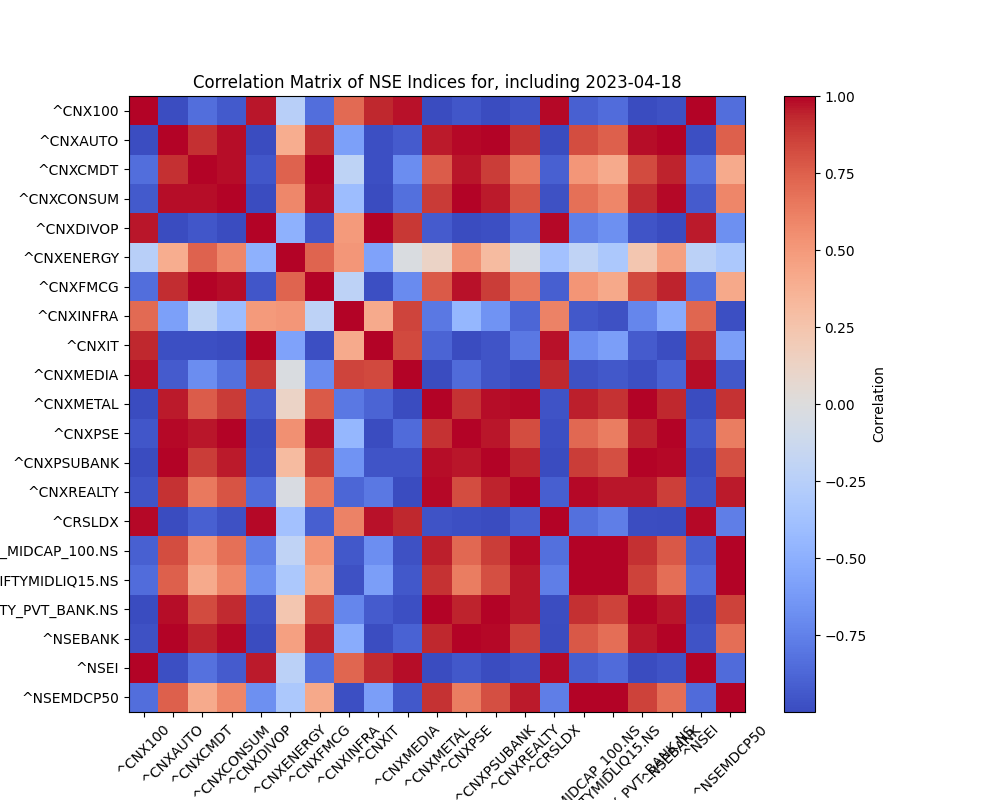 Correlation Matrix of NSE Indices for, including 2023-04-18
^CNX100
^CNXAUTO
^CNXCMDT
^CNXCONSUM
^CNXDIVOP
^CNXENERGY
^CNXFMCG
^CNXINFRA
^CNXIT
^CNXMEDIA
^CNXMETAL
^CNXPSE
^CNXPSUBANK
^CNXREALTY
^CRSLDX
_MIDCAP_100.NS
IFTYMIDLIQ15.NS
TY_PVT_BANK.NS
^NSEBANK
^NSEI
^NSEMDCP50
^CNX100
^CNXAUTO
^CNXCMDT
^CNXCONSUM
^CNXDIVOP
^CNXENERGY
^CNXFMCG
^CNXINFRA
^CNXIT
^CNXMEDIA
^CNXMETAL
^CNXPSE
^CNXPSUBANK
^CNXREALTY
^CRSLDX
MIDCAP_100.NS
TYMIDLIQ15.NS
_PVT_BANK.NS
^NSEBANK
^NSEI
^NSEMDCP50
1.00
0.75
0.50
0.25
0.00
−0.25
−0.50
−0.75
Correlation